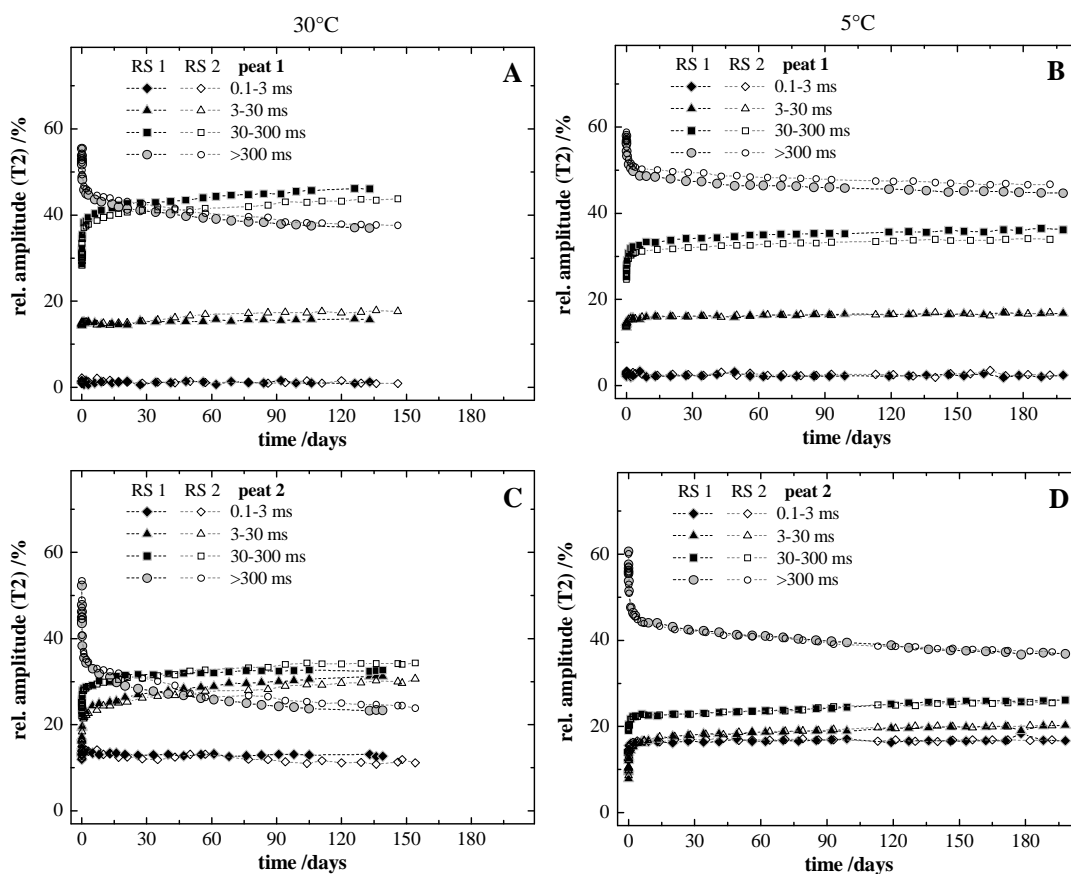 30°C
5°C
RS 1 RS 2 peat 1
A
0.1-3 ms
3-30 ms
30-300 ms
>300 ms
rel. amplitude (T2) /%
60
40
20
0
0 30 60 90 120 150 180
time /days
RS 1 RS 2 peat 1
B
0.1-3 ms
3-30 ms
30-300 ms
>300 ms
rel. amplitude (T2) /%
60
40
20
0
0 30 60 90 120 150 180
time /days
RS 1 RS 2 peat 2
C
0.1-3 ms
3-30 ms
30-300 ms
>300 ms
rel. amplitude (T2) /%
60
40
20
0
0 30 60 90 120 150 180
time /days
RS 1 RS 2 peat 2
D
0.1-3 ms
3-30 ms
30-300 ms
>300 ms
rel. amplitude (T2) /%
60
40
20
0
0 30 60 90 120 150 180
time /days